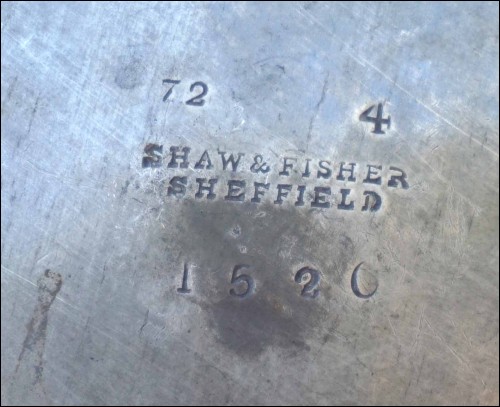 72 4
SHAW & FISHER
SHEFFIELD
1520